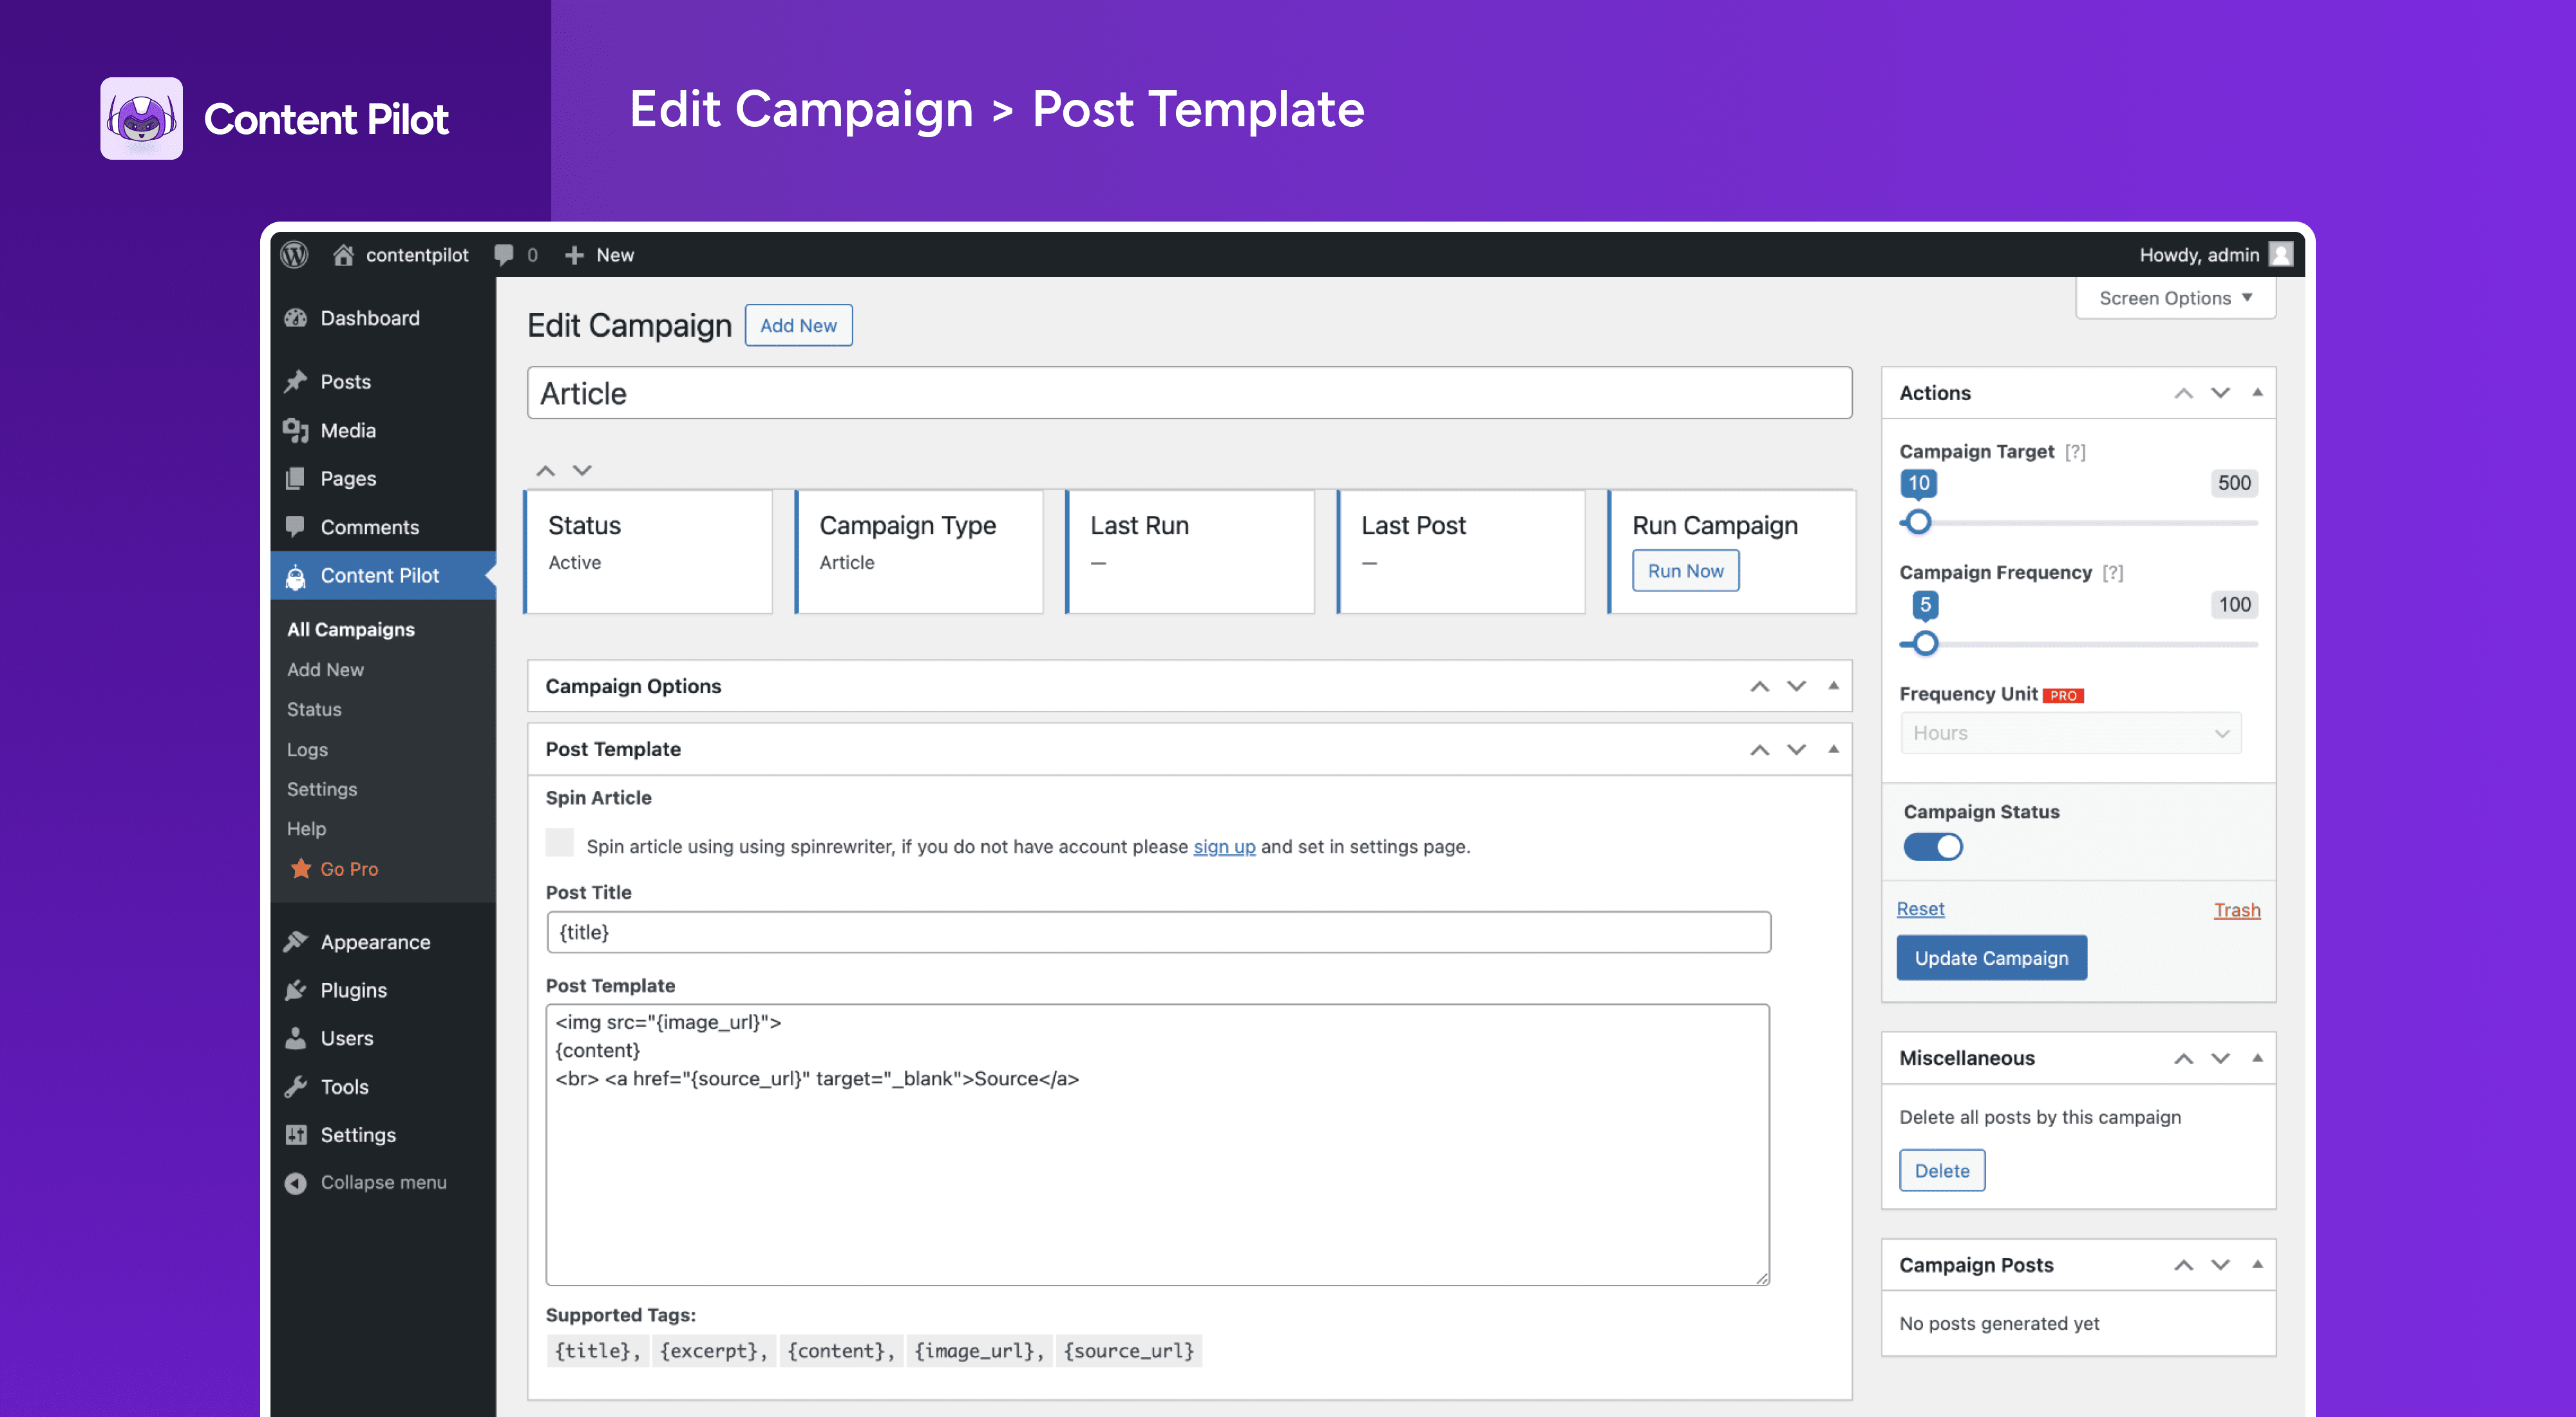 Content Pilot
Edit Campaign > Post Template
contentpilot
0
New
Howdy, admin
Dashboard
Posts
Media
Pages
Comments
Content Pilot
All Campaigns
Add New
Status
Logs
Settings
Help
Go Pro
Appearance
Plugins
Users
Tools
Settings
Collapse menu
Screen Options
Edit Campaign
Add New
Article
Status
Active
Campaign Type
Article
Last Run
—
Last Post
—
Run Campaign
Run Now
Campaign Options
Post Template
Spin Article
Spin article using using spinrewriter, if you do not have account please sign up and set in settings page.
Post Title
{title}
Post Template
<img src="{image_url}">
{content}
<br> <a href="{source_url}" target="_blank">Source</a>
Supported Tags:
{title}, {excerpt}, {content}, {image_url}, {source_url}
Actions
Campaign Target [?]
10
500
Campaign Frequency [?]
5
100
Frequency Unit PRO
Hours
Campaign Status
Reset
Trash
Update Campaign
Miscellaneous
Delete all posts by this campaign
Delete
Campaign Posts
No posts generated yet